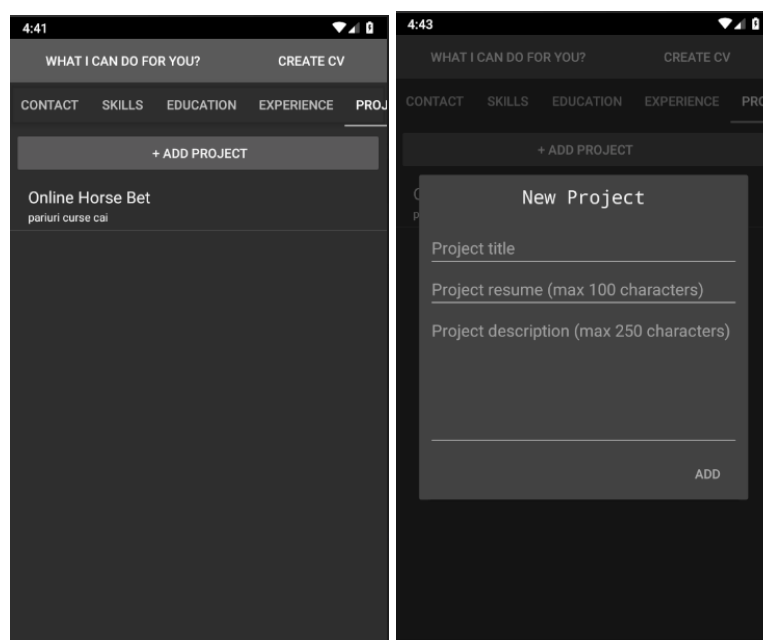 4:41
WHAT I CAN DO FOR YOU? CREATE CV
CONTACT SKILLS EDUCATION EXPERIENCE PROJ
+ ADD PROJECT
Online Horse Bet
pariuri curse cai
4:43
WHAT I CAN DO FOR YOU? CREATE CV
CONTACT SKILLS EDUCATION EXPERIENCE PRO
+ ADD PROJECT
New Project
Project title
Project resume (max 100 characters)
Project description (max 250 characters)
ADD